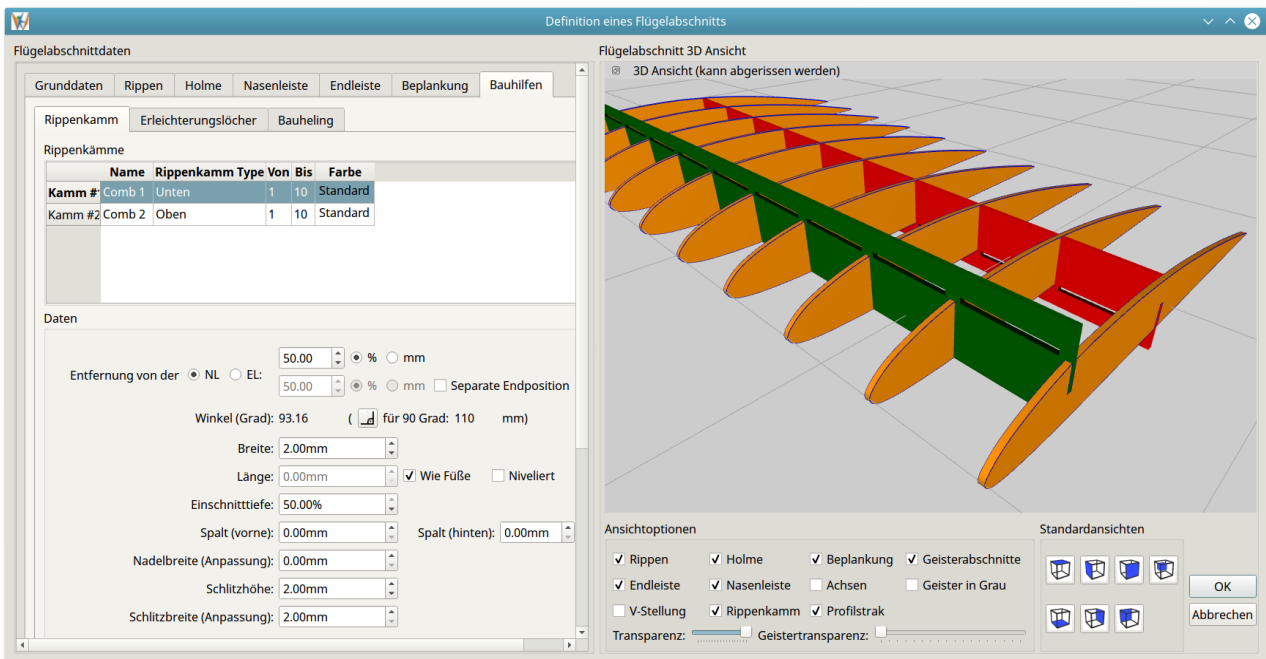 Definition eines Flügelabschnitts
Flügelabschnittdaten
Grunddaten Rippen Holme Nasenleiste Endleiste Beplankung Bauhilfen
Rippenkamm Erleichterungslöcher Bauheling
Rippenkämme
Name Rippenkamm Type Von Bis Farbe
Kamm #1 Comb 1 Unten 1 10 Standard
Kamm #2 Comb 2 Oben 1 10 Standard
Daten
Entfernung von der NL EL:
50.00 % mm
50.00 % mm Separate Endposition
Winkel (Grad): 93.16 ( für 90 Grad: 110 mm)
Breite: 2.00mm
Länge: 0.00mm Wie Füße Niveliert
Einschnitttiefe: 50.00%
Spalt (vorne): 0.00mm Spalt (hinten): 0.00mm
Nadelbreite (Anpassung): 0.00mm
Schlitzhöhe: 2.00mm
Schlitzbreite (Anpassung): 2.00mm
Flügelabschnitt 3D Ansicht
3D Ansicht (kann abgerissen werden)
Ansichtoptionen
Rippen Holme Beplankung Geisterabschnitte
Endleiste Nasenleiste Achsen Geister in Grau
V-Stellung Rippenkamm Profilstrak
Transparenz: Geistertransparenz:
Standardansichten
OK
Abbrechen